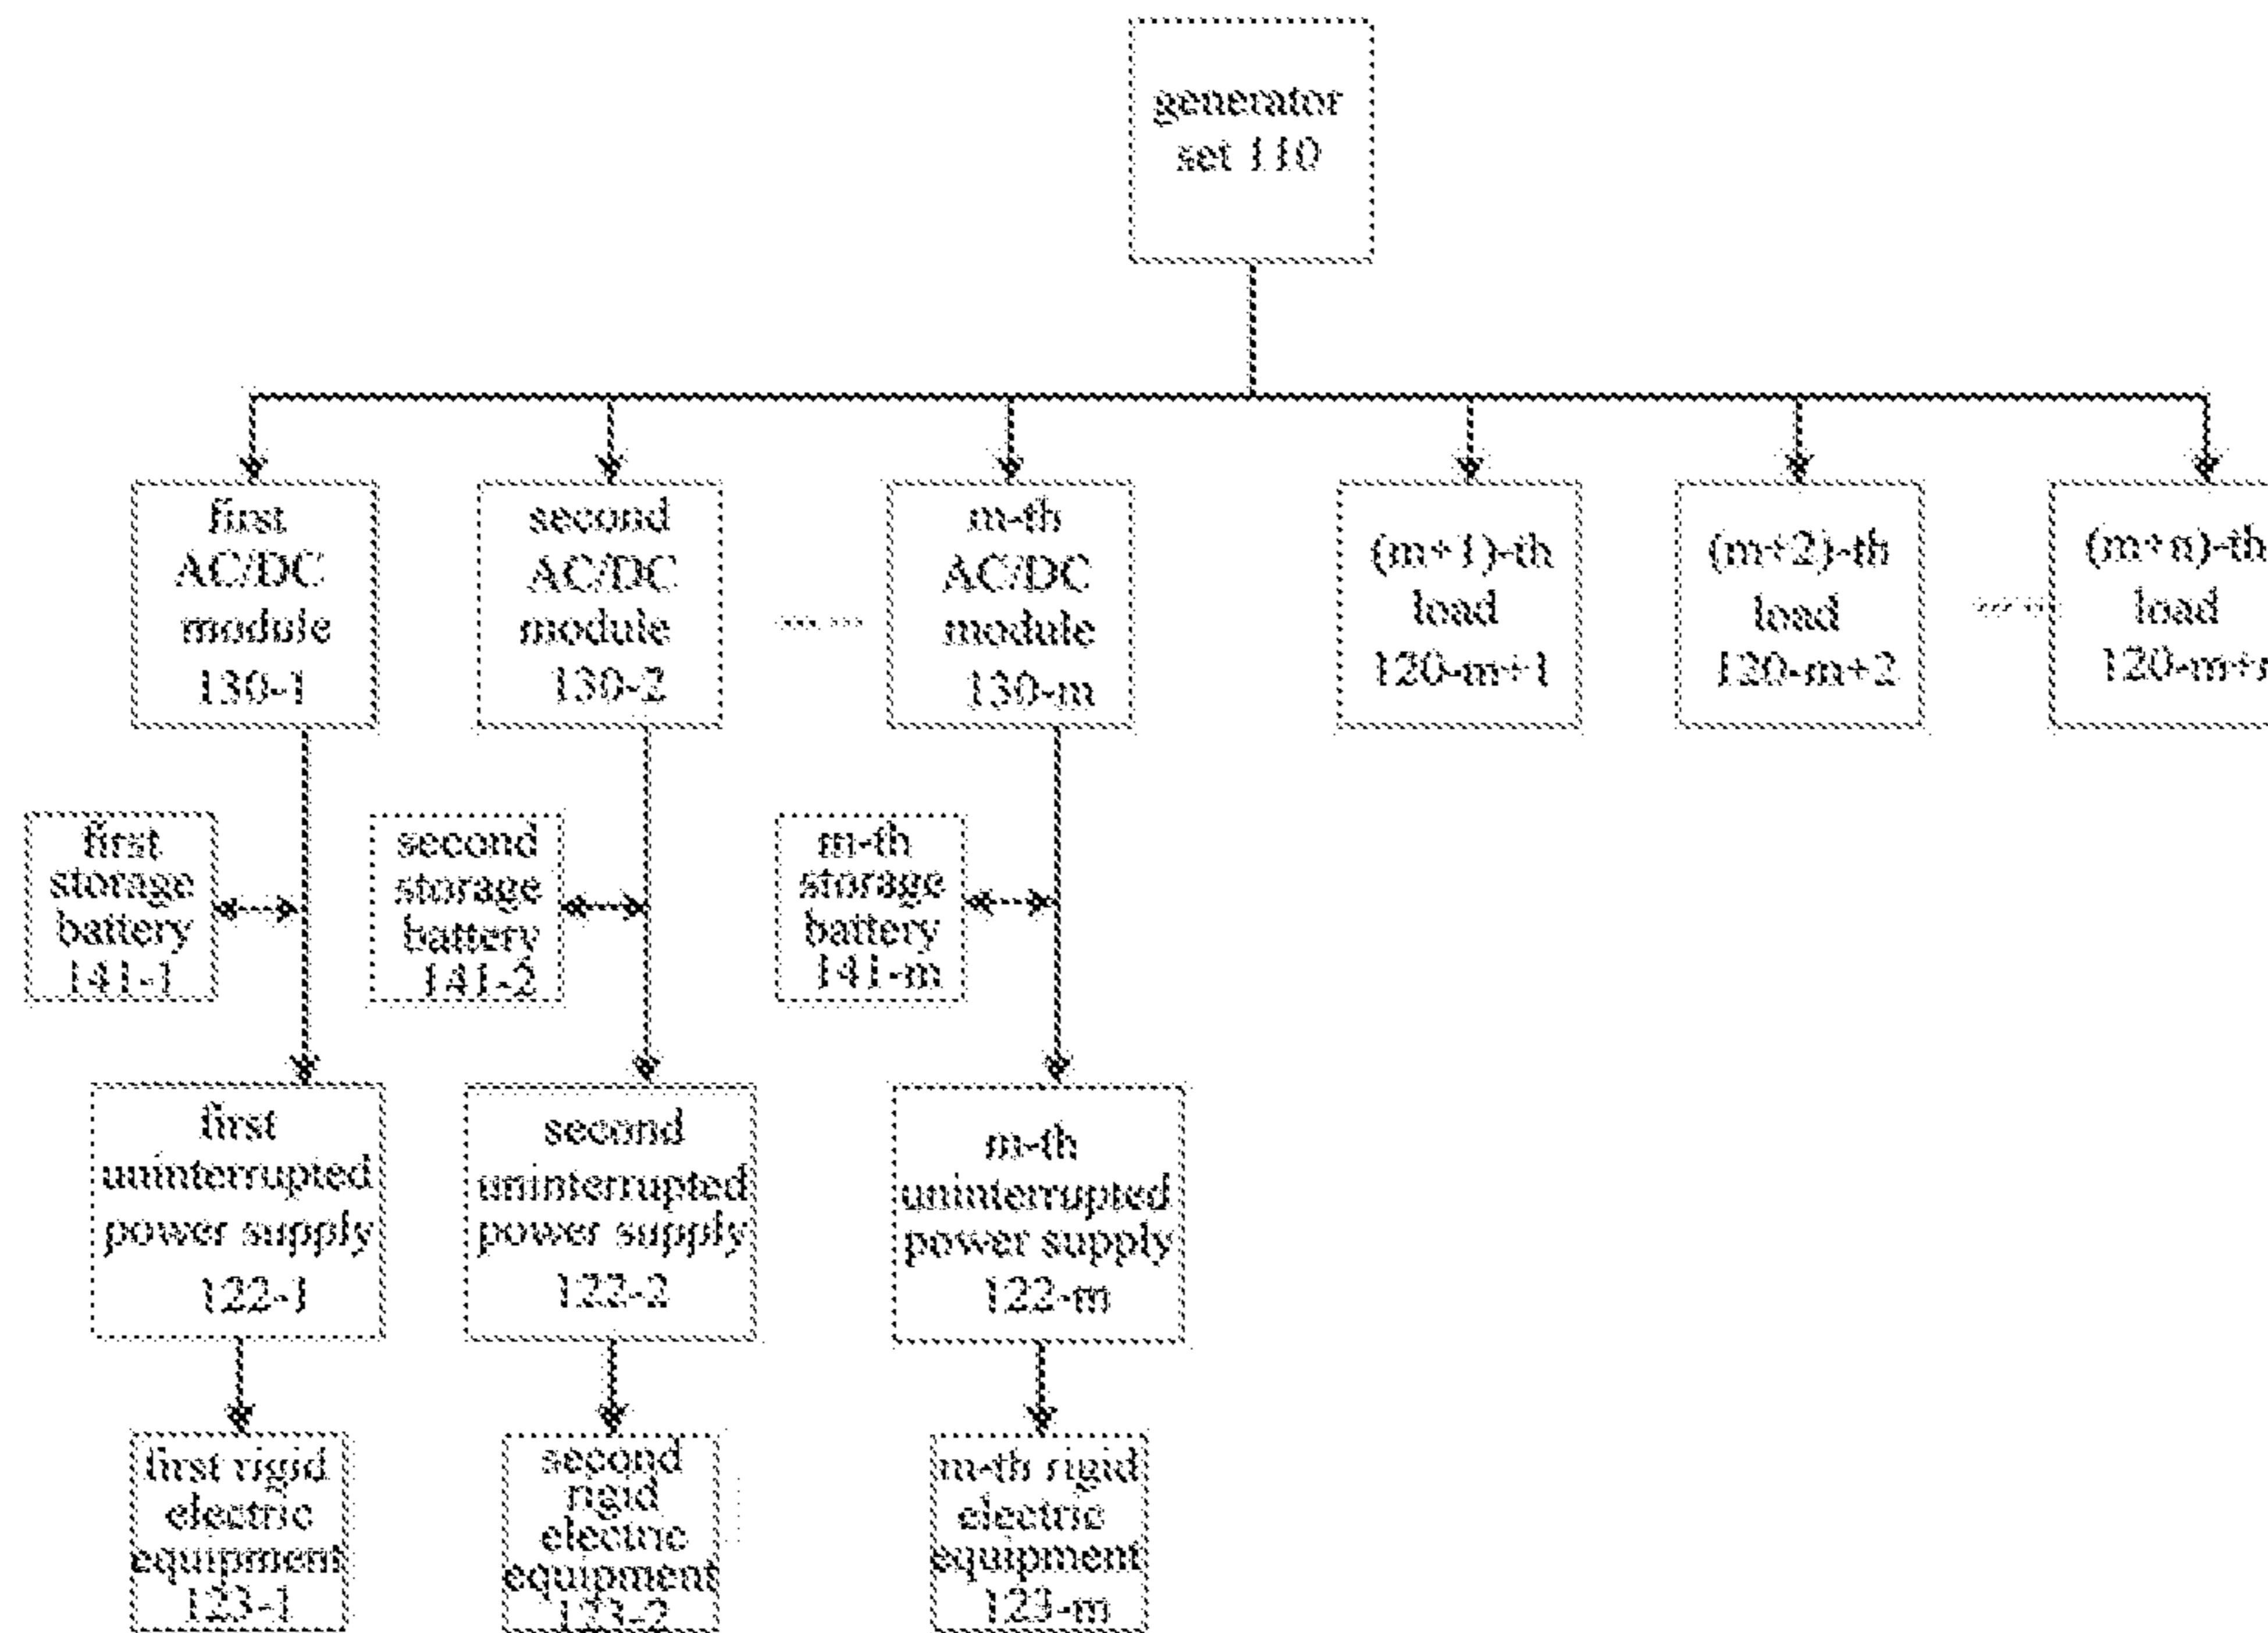 generator
set 110
first
AC/DC
module
130-1
second
AC/DC
module
130-2
m-th
AC/DC
module
130-m
(m+1)-th
load
120-m+1
(m+2)-th
load
120-m+2
(m+n)-th
load
120-m+n
first
storage
battery
141-1
second
storage
battery
141-2
m-th
storage
battery
141-m
first
uninterrupted
power supply
122-1
second
uninterrupted
power supply
122-2
m-th
uninterrupted
power supply
122-m
first rigid
electric
equipment
123-1
second
rigid
electric
equipment
123-2
m-th rigid
electric
equipment
123-m